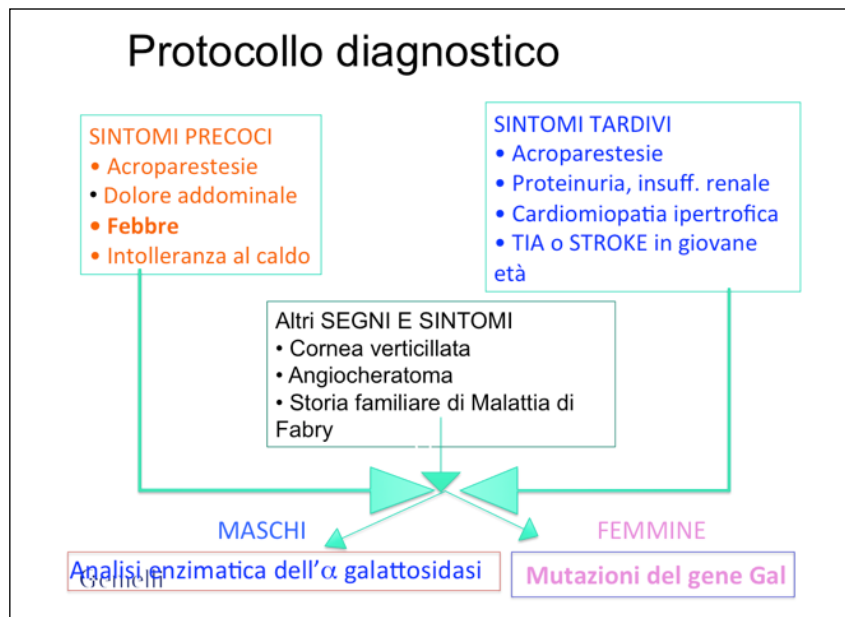 Protocollo diagnostico
SINTOMI PRECOCI
• Acroparestesie
• Dolore addominale
• Febbre
• Intolleranza al caldo
SINTOMI TARDIVI
• Acroparestesie
• Proteinuria, insuff. renale
• Cardiomiopatia ipertrofica
• TIA o STROKE in giovane
età
Altri SEGNI E SINTOMI
• Cornea verticillata
• Angiocheratoma
• Storia familiare di Malattia di
Fabry
MASCHI
FEMMINE
Analisi enzimatica dell'α galattosidasi
Gemelli
Mutazioni del gene Gal